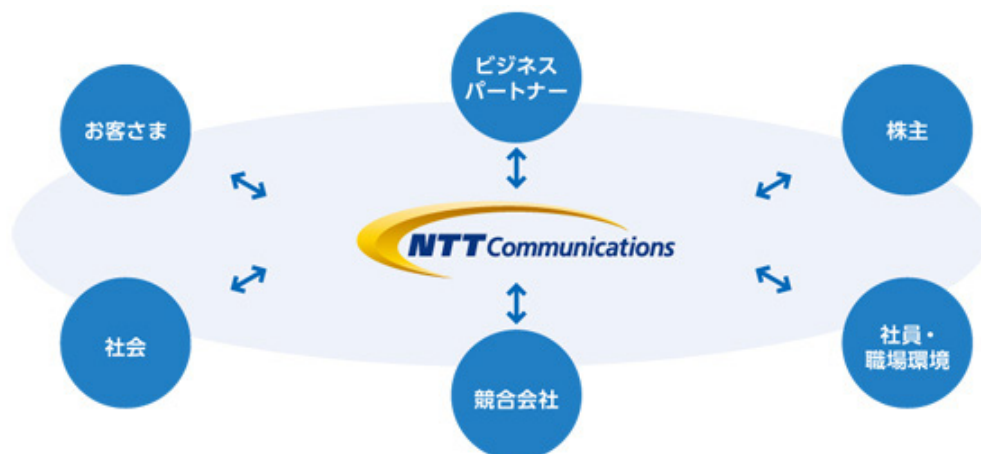 ビジネス
パートナー
お客さま
株主
NTT Communications
社会
社員・
職場環境
競合会社